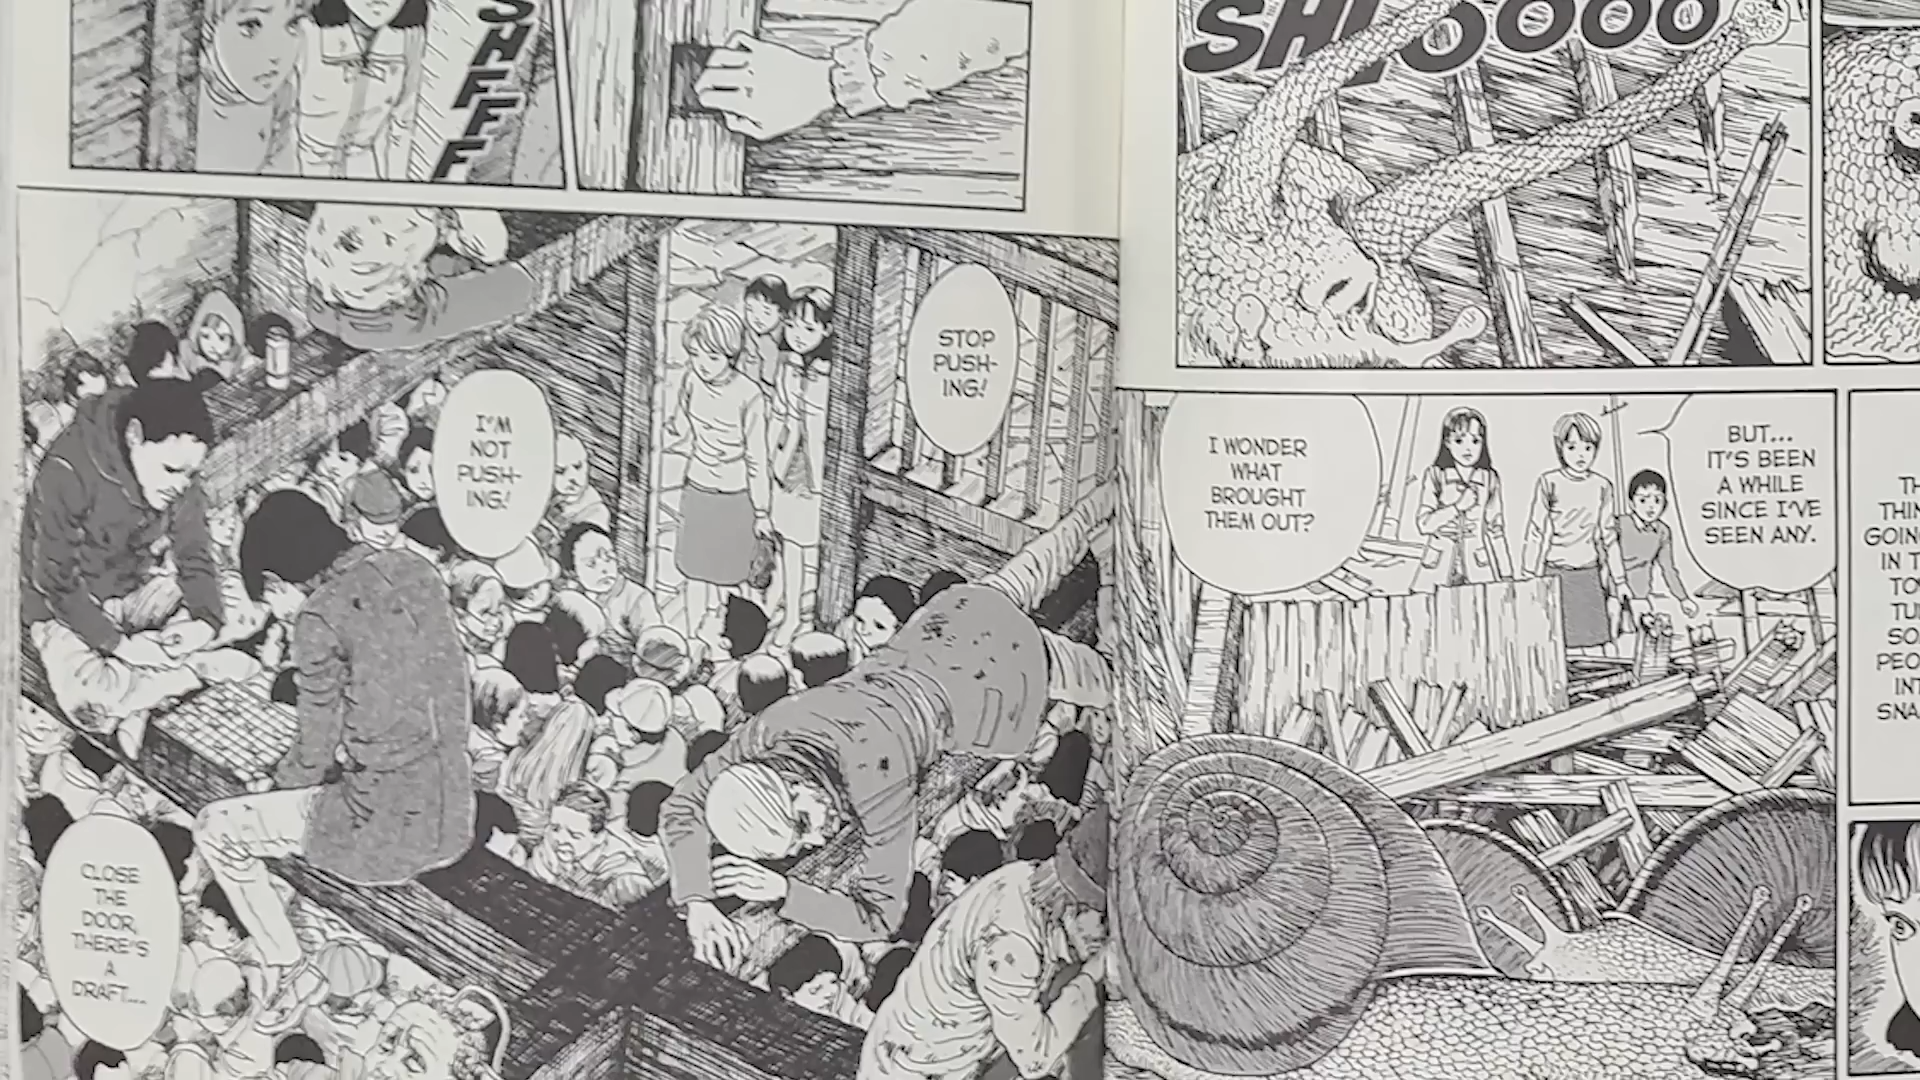 SHLOOOO
BUT...
IT'S BEEN
A WHILE
SINCE I'VE
SEEN ANY.
I WONDER
WHAT
BROUGHT
THEM OUT?
SHFFF
STOP
PUSH-
ING!
I'M
NOT
PUSH-
ING!
CLOSE
THE
DOOR,
THERE'S
A
DRAFT...